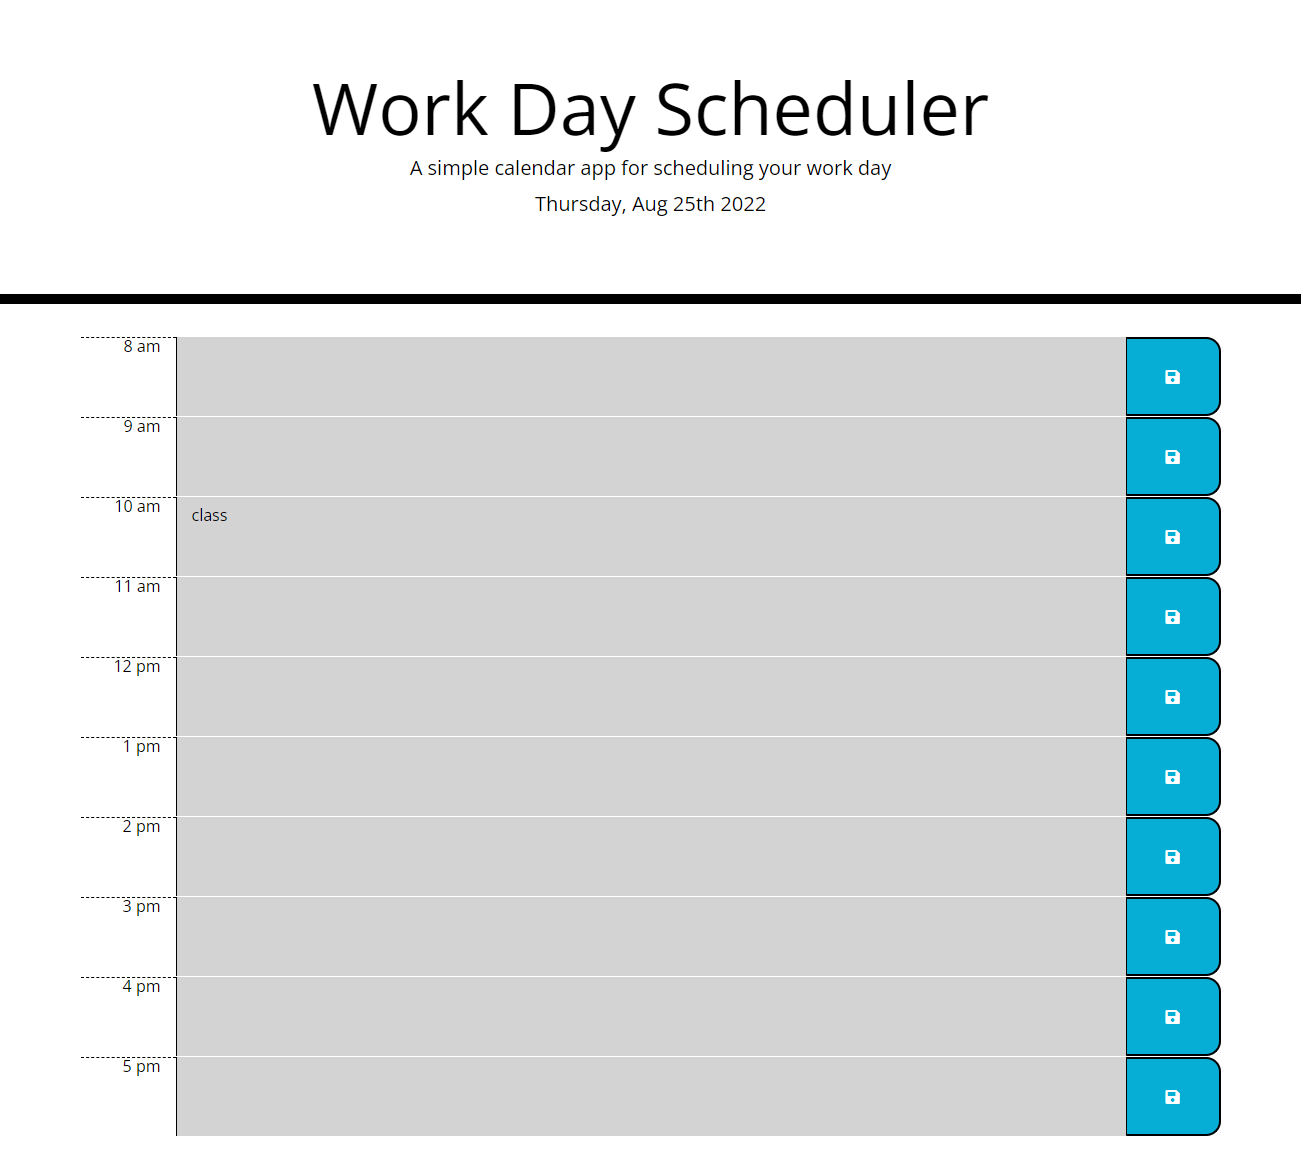 Work Day Scheduler
A simple calendar app for scheduling your work day
Thursday, Aug 25th 2022
8 am
9 am
10 am
class
11 am
12 pm
1 pm
2 pm
3 pm
4 pm
5 pm